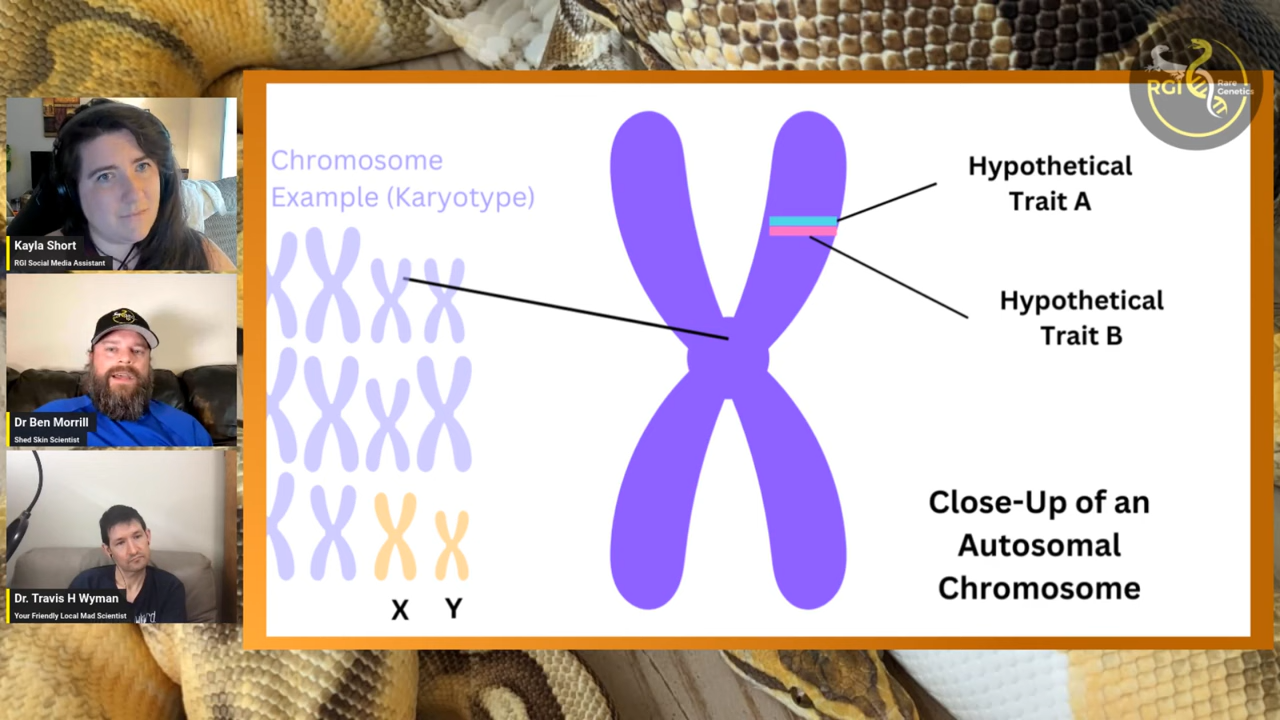 RGI
Rare
Genetics
Chromosome
Example (Karyotype)
Hypothetical
Trait A
Hypothetical
Trait B
Close-Up of an
Autosomal
Chromosome
X Y
Kayla Short
RGI Social Media Assistant
Dr Ben Morrill
Shed Skin Scientist
Dr. Travis H Wyman
Your Friendly Local Mad Scientist